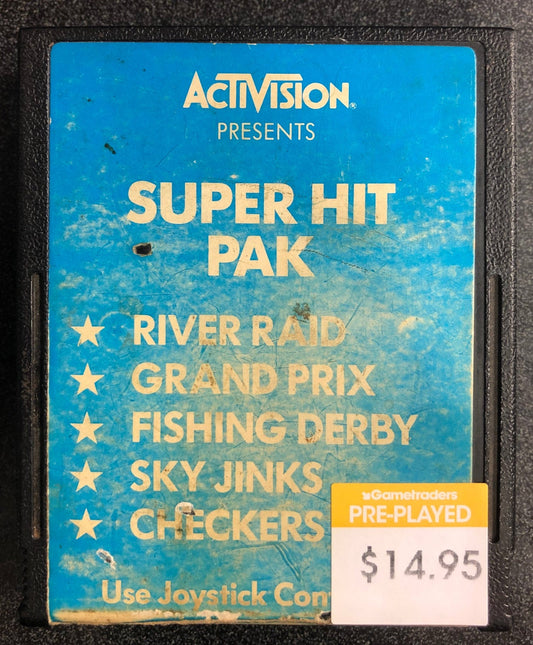 ACTIVISION®
PRESENTS
SUPER HIT
PAK
★ RIVER RAID
★ GRAND PRIX
★ FISHING DERBY
★ SKY JINKS
★ CHECKERS
Use Joystick Con
Gametraders
PRE-PLAYED
$14.95